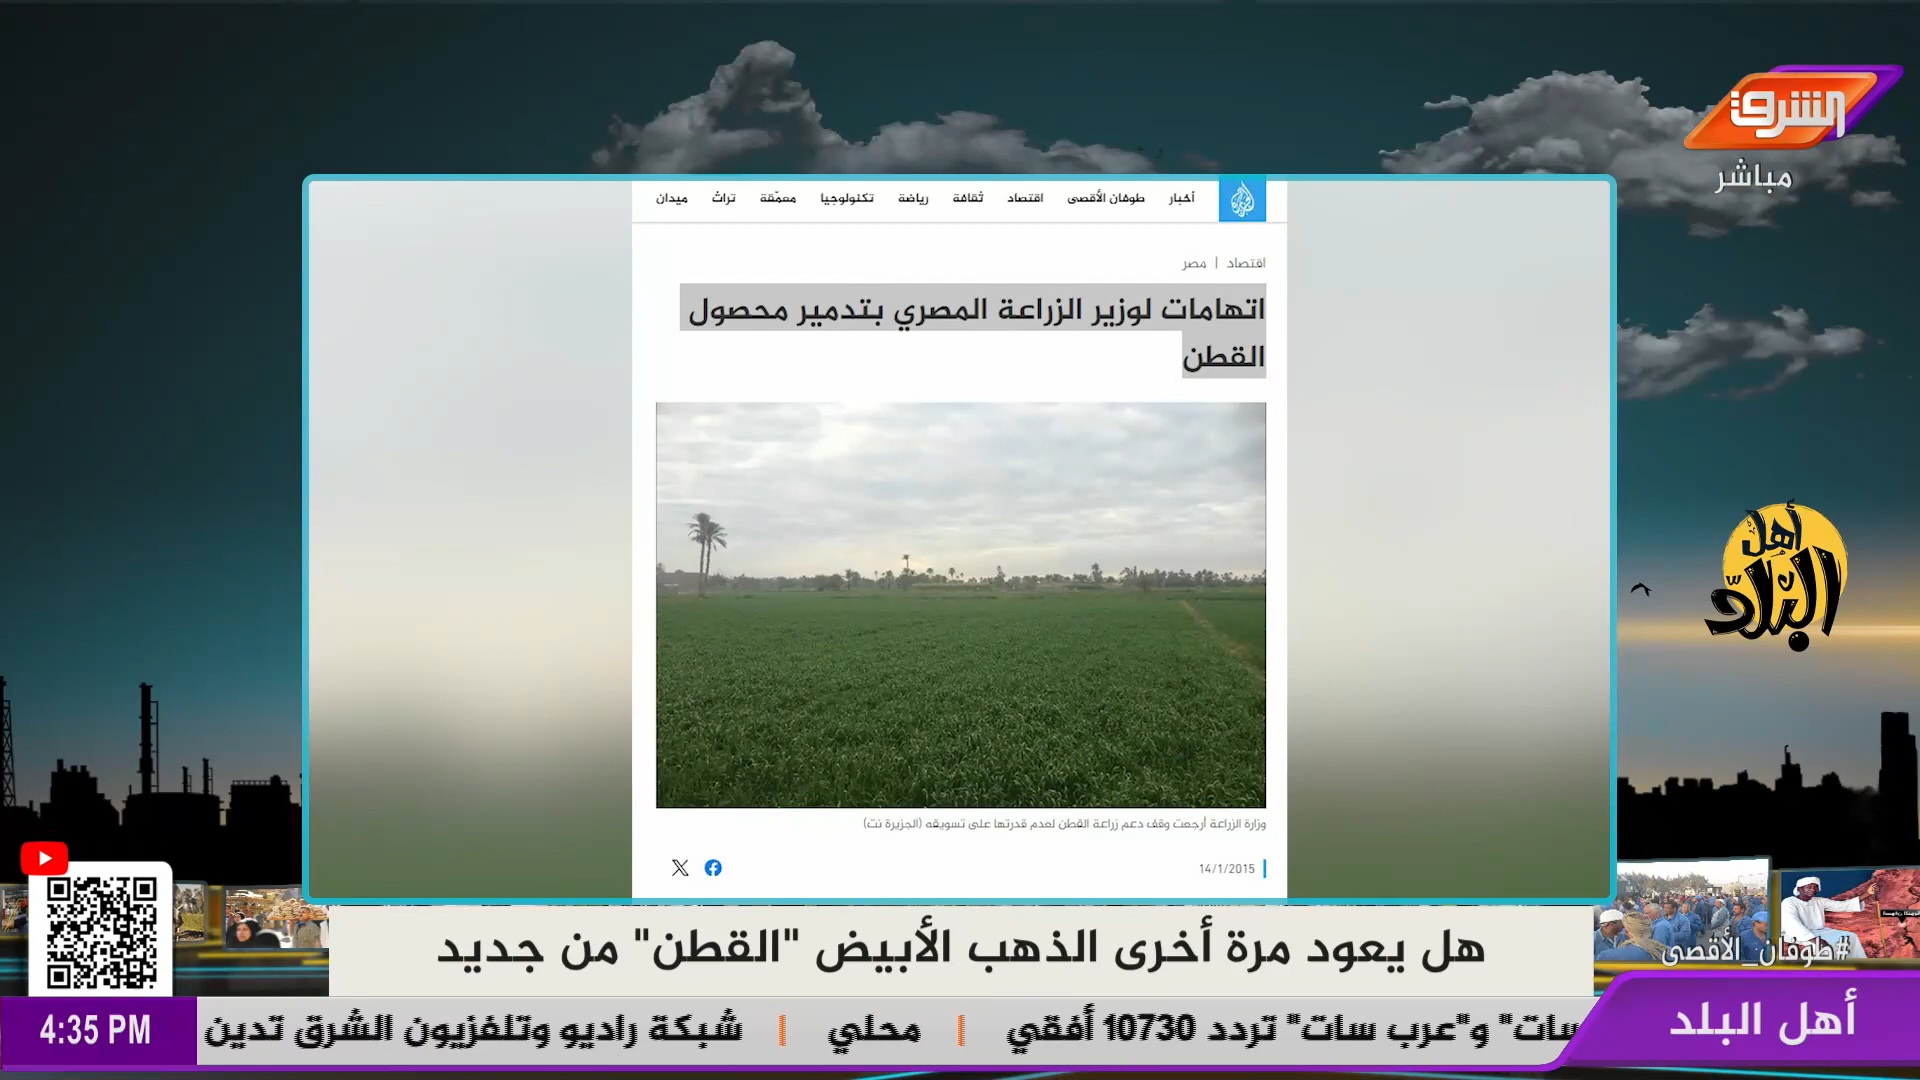 الشرق
مباشر
أخبار
طوفان الأقصى
اقتصاد
ثقافة
رياضة
تكنولوجيا
معمّقة
تراث
ميدان
اقتصاد | مصر
اتهامات لوزير الزراعة المصري بتدمير محصول
القطن
وزارة الزراعة أرجعت وقف دعم زراعة القطن لعدم قدرتها على تسويقه (الجزيرة نت)
14/1/2015
أهل
البلد
هل يعود مرة أخرى الذهب الأبيض "القطن" من جديد
#طوفان_الأقصى
أهل البلد
سات" و"عرب سات" تردد 10730 أفقي | محلي | شبكة راديو وتلفزيون الشرق تدين
4:35 PM